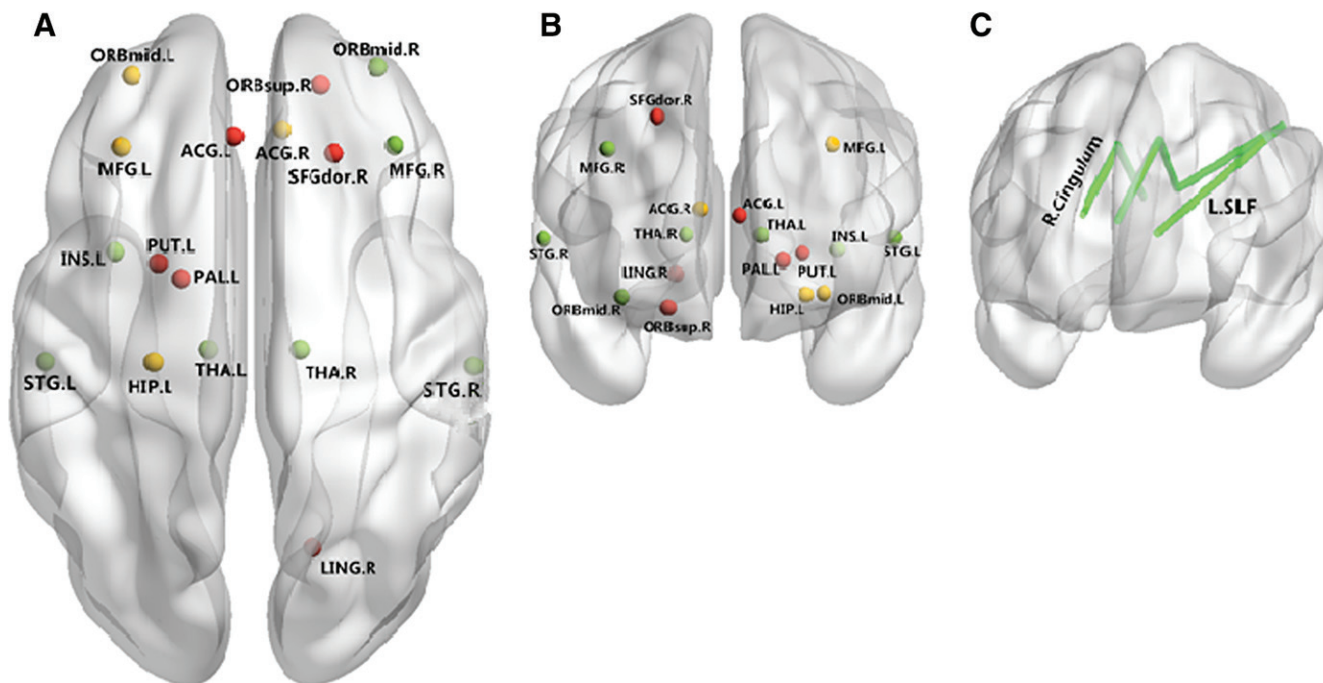 A
ORBmid.L
ORBmid.R
ORBsup.R
MFG.L
ACG.L
ACG.R
SFGdor.R
MFG.R
INS.L
PUT.L
PAL.L
STG.L
HIP.L
THA.L
THA.R
STG.R
LING.R
B
SFGdor.R
MFG.R
MFG.L
ACG.R
ACG.L
THA.R
THA.L
INS.L
STG.R
STG.L
LING.R
PAL.L
PUT.L
ORBmid.R
ORBsup.R
HIP.L
ORBmid.L
C
R.Cingulum
L.SLF